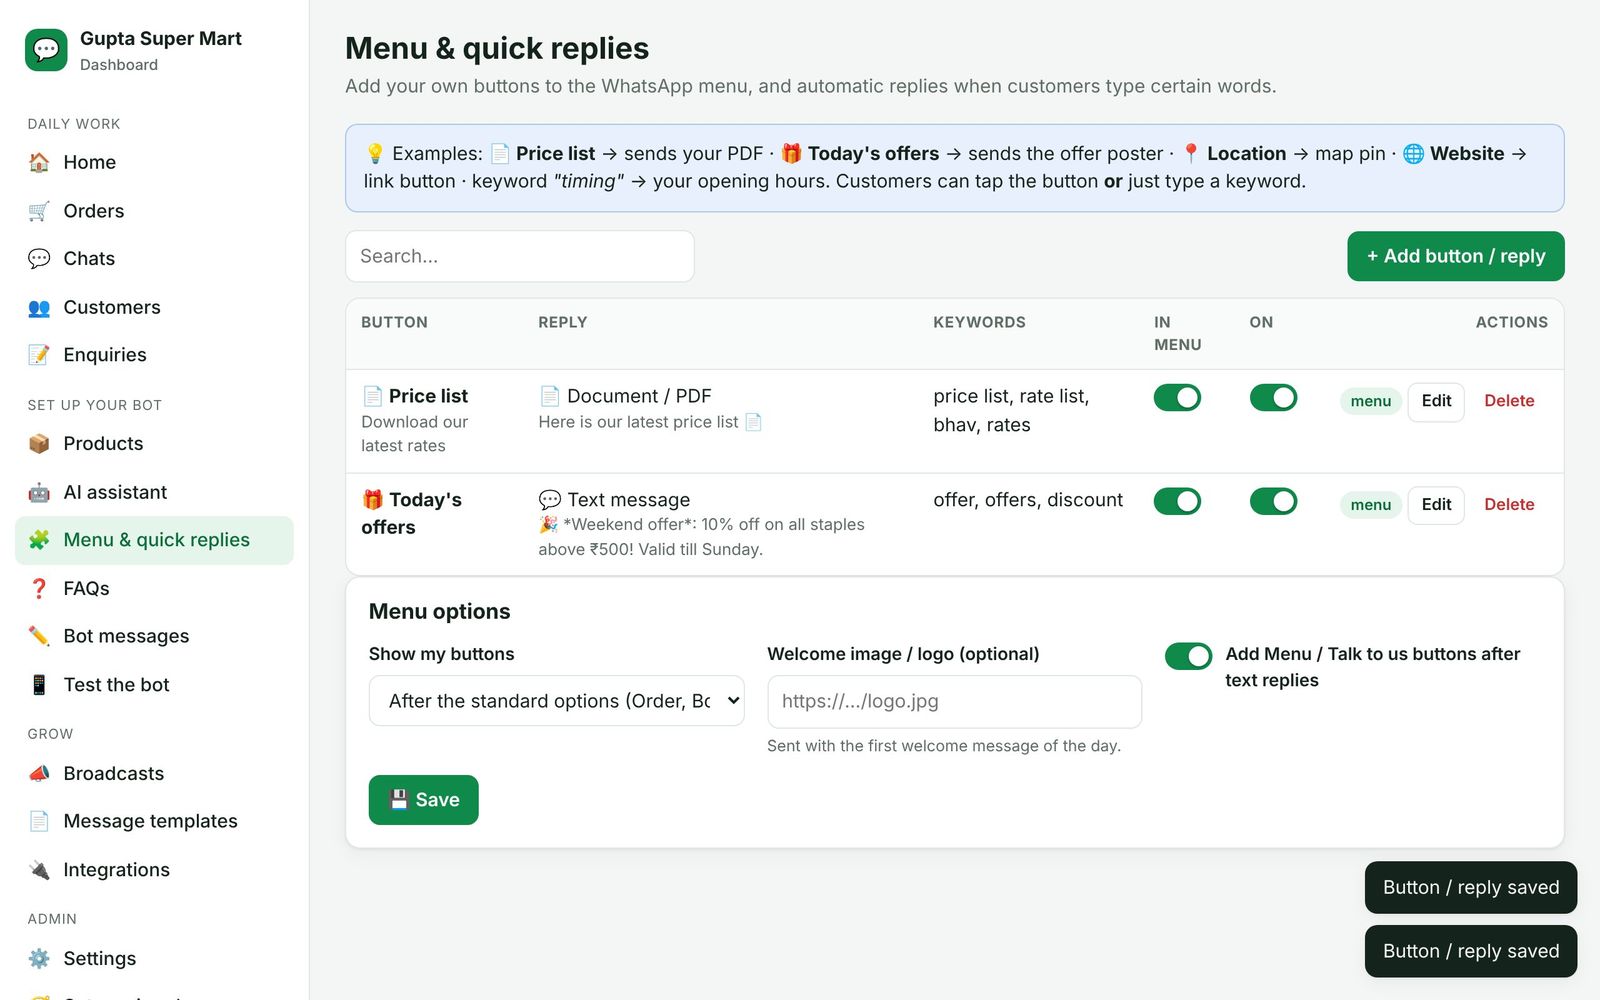 Gupta Super Mart
Dashboard
DAILY WORK
🏠 Home
🛒 Orders
💬 Chats
👥 Customers
📝 Enquiries
SET UP YOUR BOT
📦 Products
🤖 AI assistant
🧩 Menu & quick replies
❓ FAQs
✏️ Bot messages
📱 Test the bot
GROW
📣 Broadcasts
📄 Message templates
🔌 Integrations
ADMIN
⚙️ Settings
Menu & quick replies
Add your own buttons to the WhatsApp menu, and automatic replies when customers type certain words.
💡 Examples: 📄 Price list → sends your PDF · 🎁 Today's offers → sends the offer poster · 📍 Location → map pin · 🌐 Website →
link button · keyword "timing" → your opening hours. Customers can tap the button or just type a keyword.
Search...
+ Add button / reply
BUTTON REPLY KEYWORDS IN MENU ON ACTIONS
📄 Price list
Download our
latest rates
📄 Document / PDF
Here is our latest price list 📄
price list, rate list,
bhav, rates
menu Edit Delete
🎁 Today's
offers
💬 Text message
🎉 *Weekend offer*: 10% off on all staples
above ₹500! Valid till Sunday.
offer, offers, discount
menu Edit Delete
Menu options
Show my buttons
After the standard options (Order, Bo
Welcome image / logo (optional)
https://.../logo.jpg
Sent with the first welcome message of the day.
Add Menu / Talk to us buttons after
text replies
💾 Save
Button / reply saved
Button / reply saved